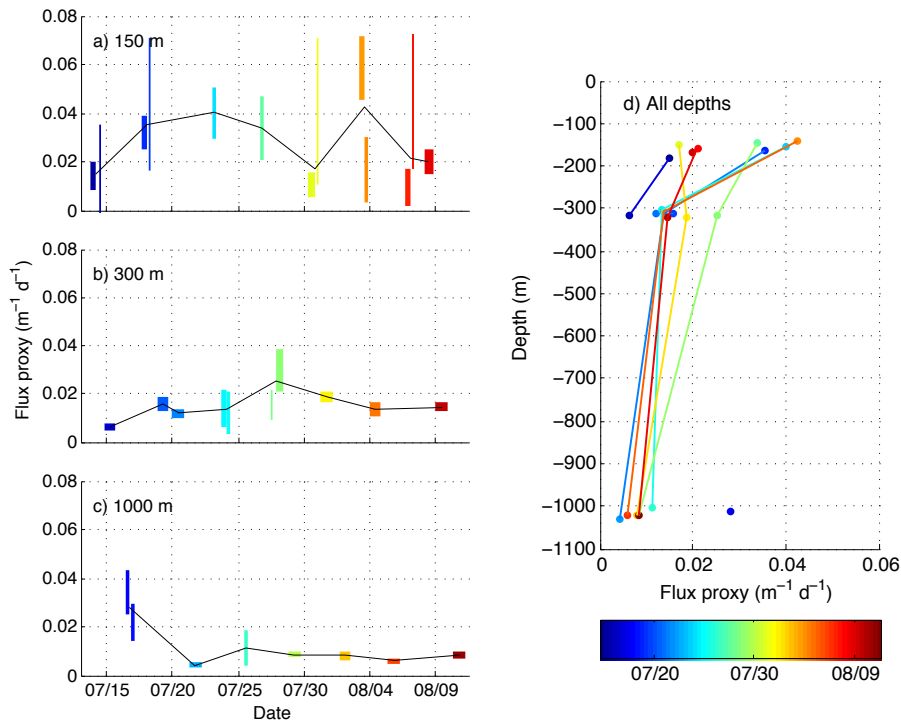 a) 150 m
0.08
0.06
0.04
0.02
0
b) 300 m
0.08
0.06
0.04
0.02
0
Flux proxy (m⁻¹ d⁻¹)
c) 1000 m
0.08
0.06
0.04
0.02
0
07/15 07/20 07/25 07/30 08/04 08/09
Date
d) All depths
0
−100
−200
−300
−400
−500
−600
−700
−800
−900
−1000
−1100
Depth (m)
0 0.02 0.04 0.06
Flux proxy (m⁻¹ d⁻¹)
07/20 07/30 08/09